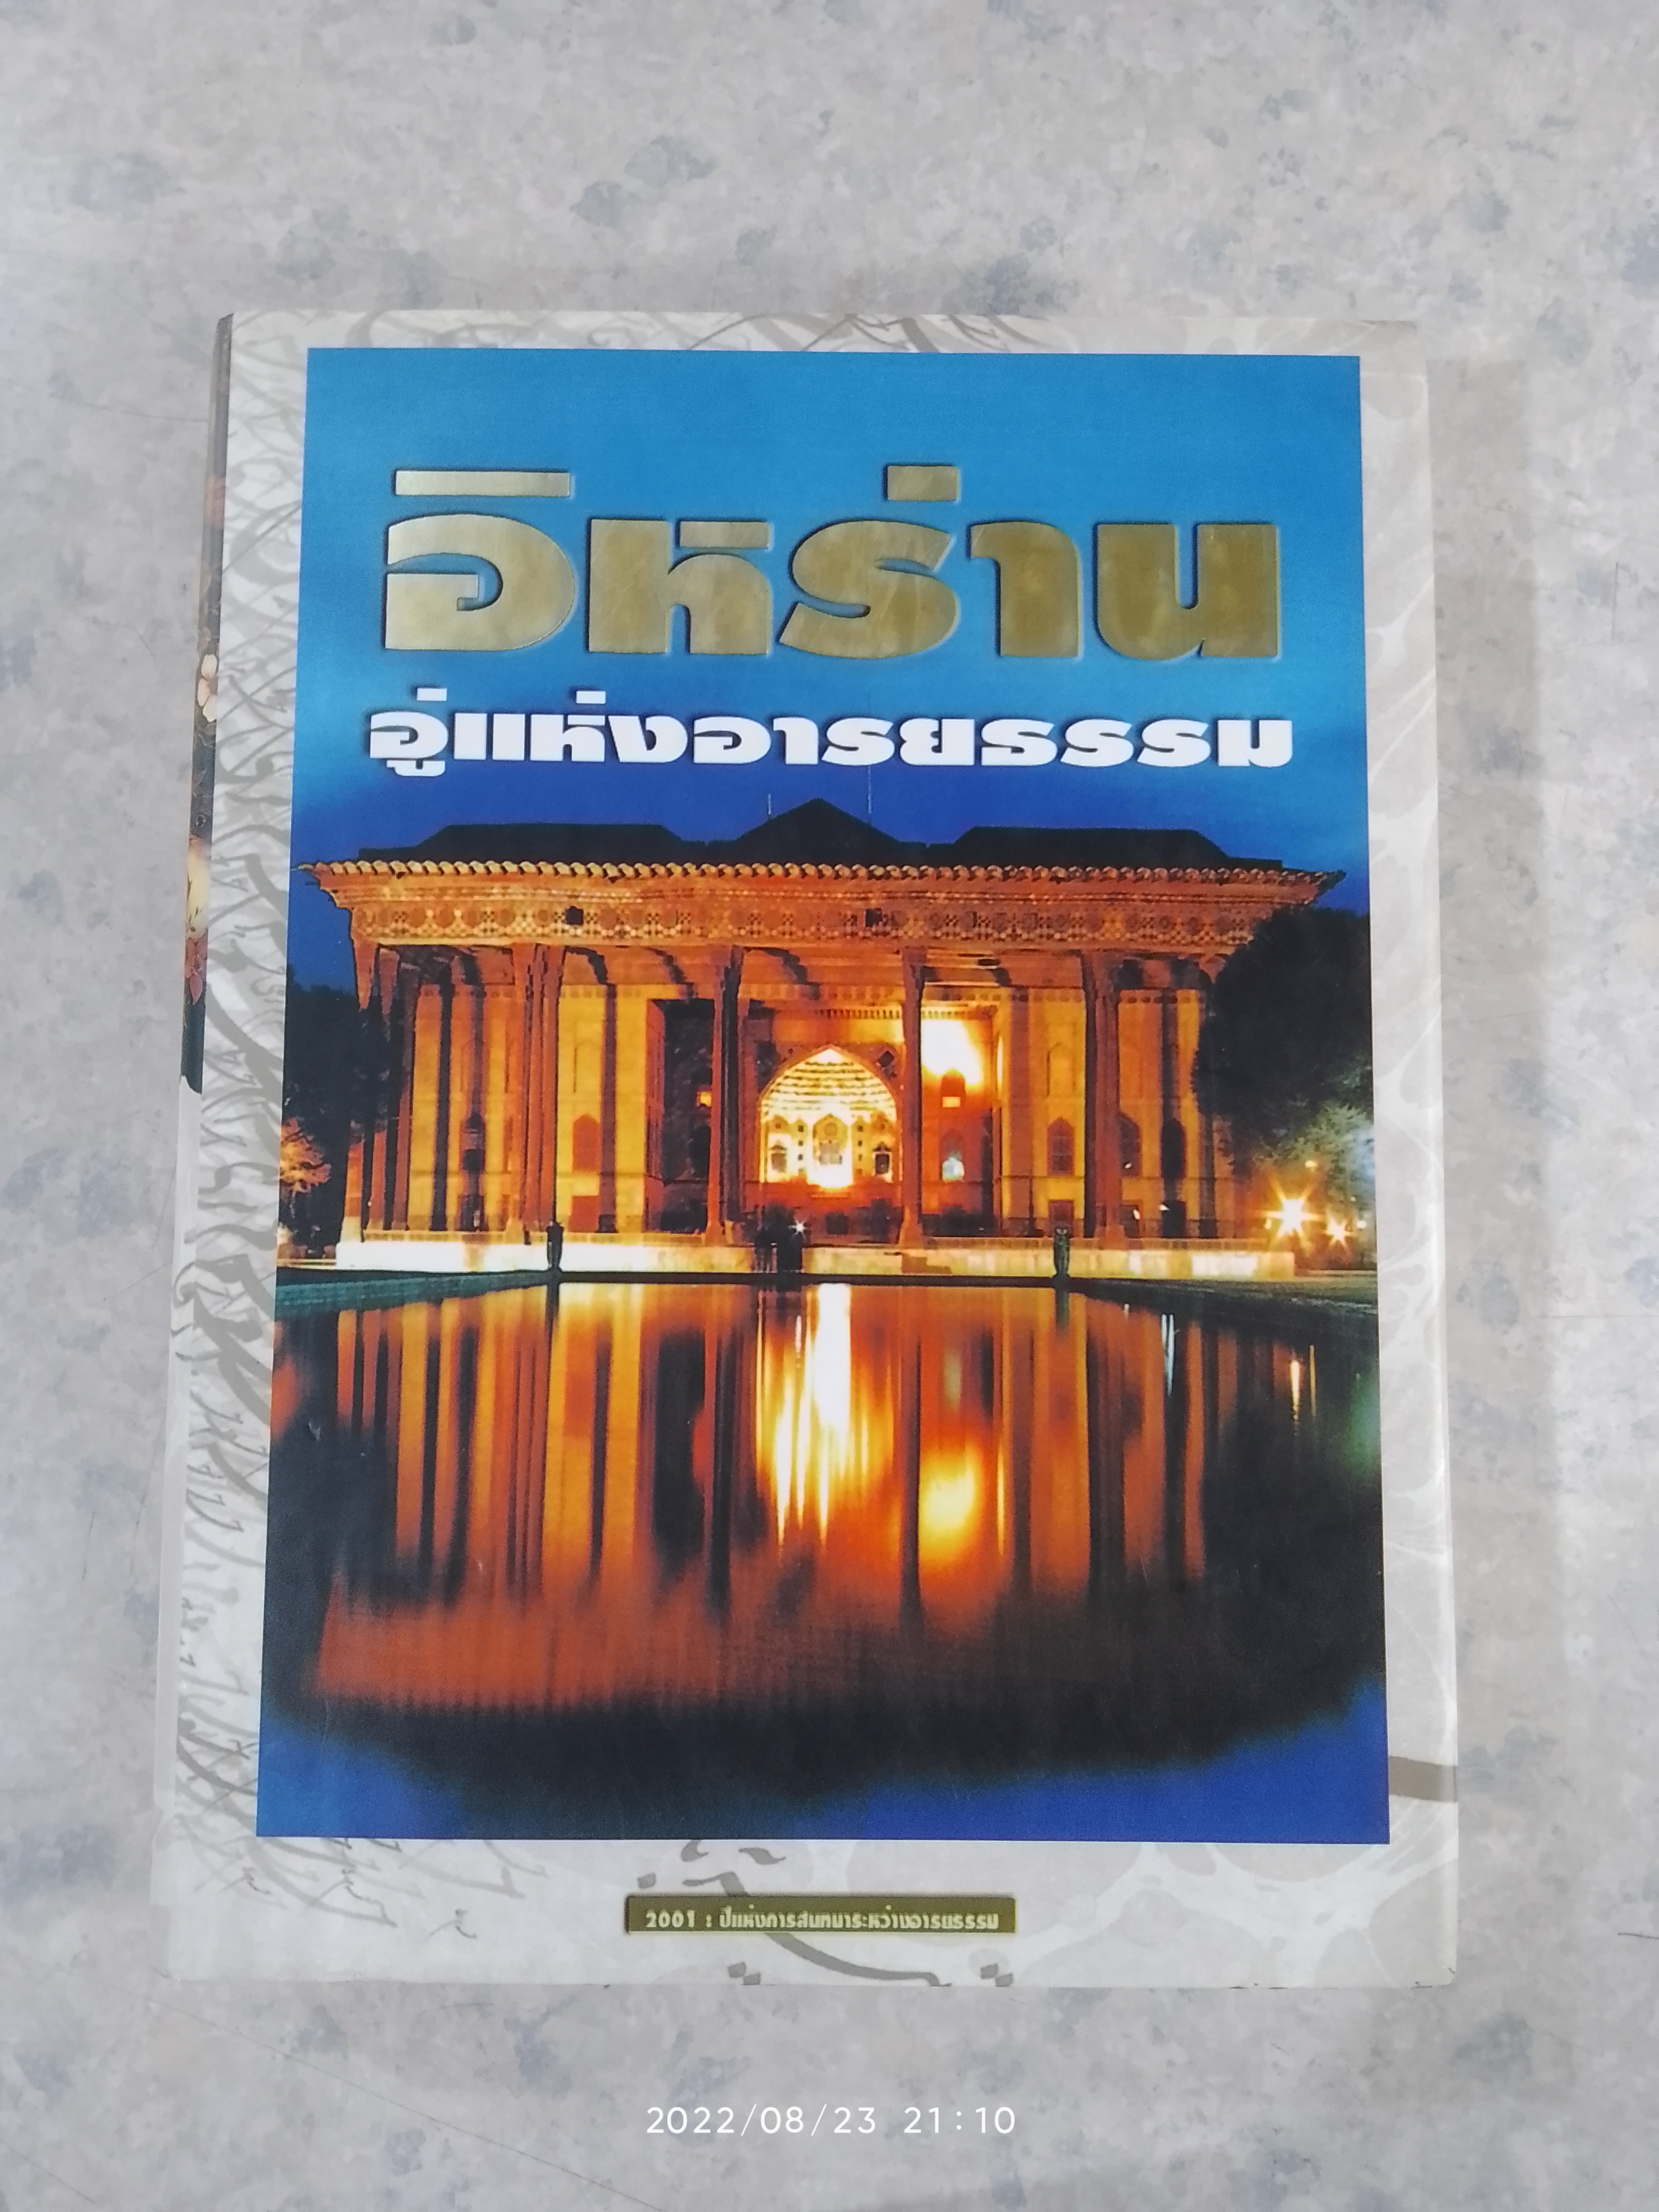 อิหร่าน
อู่แห่งอารยธรรม
2001 : ปีแห่งการสนทนาระหว่างอารยธรรม
2022/08/23 21:10